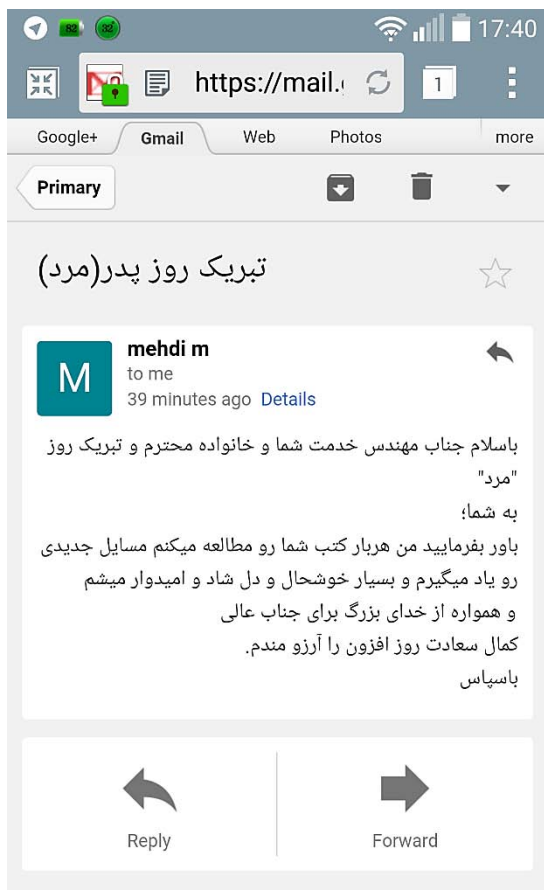 82 32 17:40
https://mail. 1
Google+ Gmail Web Photos more
Primary
تبریک روز پدر(مرد)
M mehdi m
to me
39 minutes ago Details
باسلام جناب مهندس خدمت شما و خانواده محترم و تبریک روز
"مرد"
به شما؛
باور بفرمایید من هربار کتب شما رو مطالعه میکنم مسایل جدیدی
رو یاد میگیرم و بسیار خوشحال و دل شاد و امیدوار میشم
و همواره از خدای بزرگ برای جناب عالی
کمال سعادت روز افزون را آرزو مندم.
باسپاس
Reply Forward